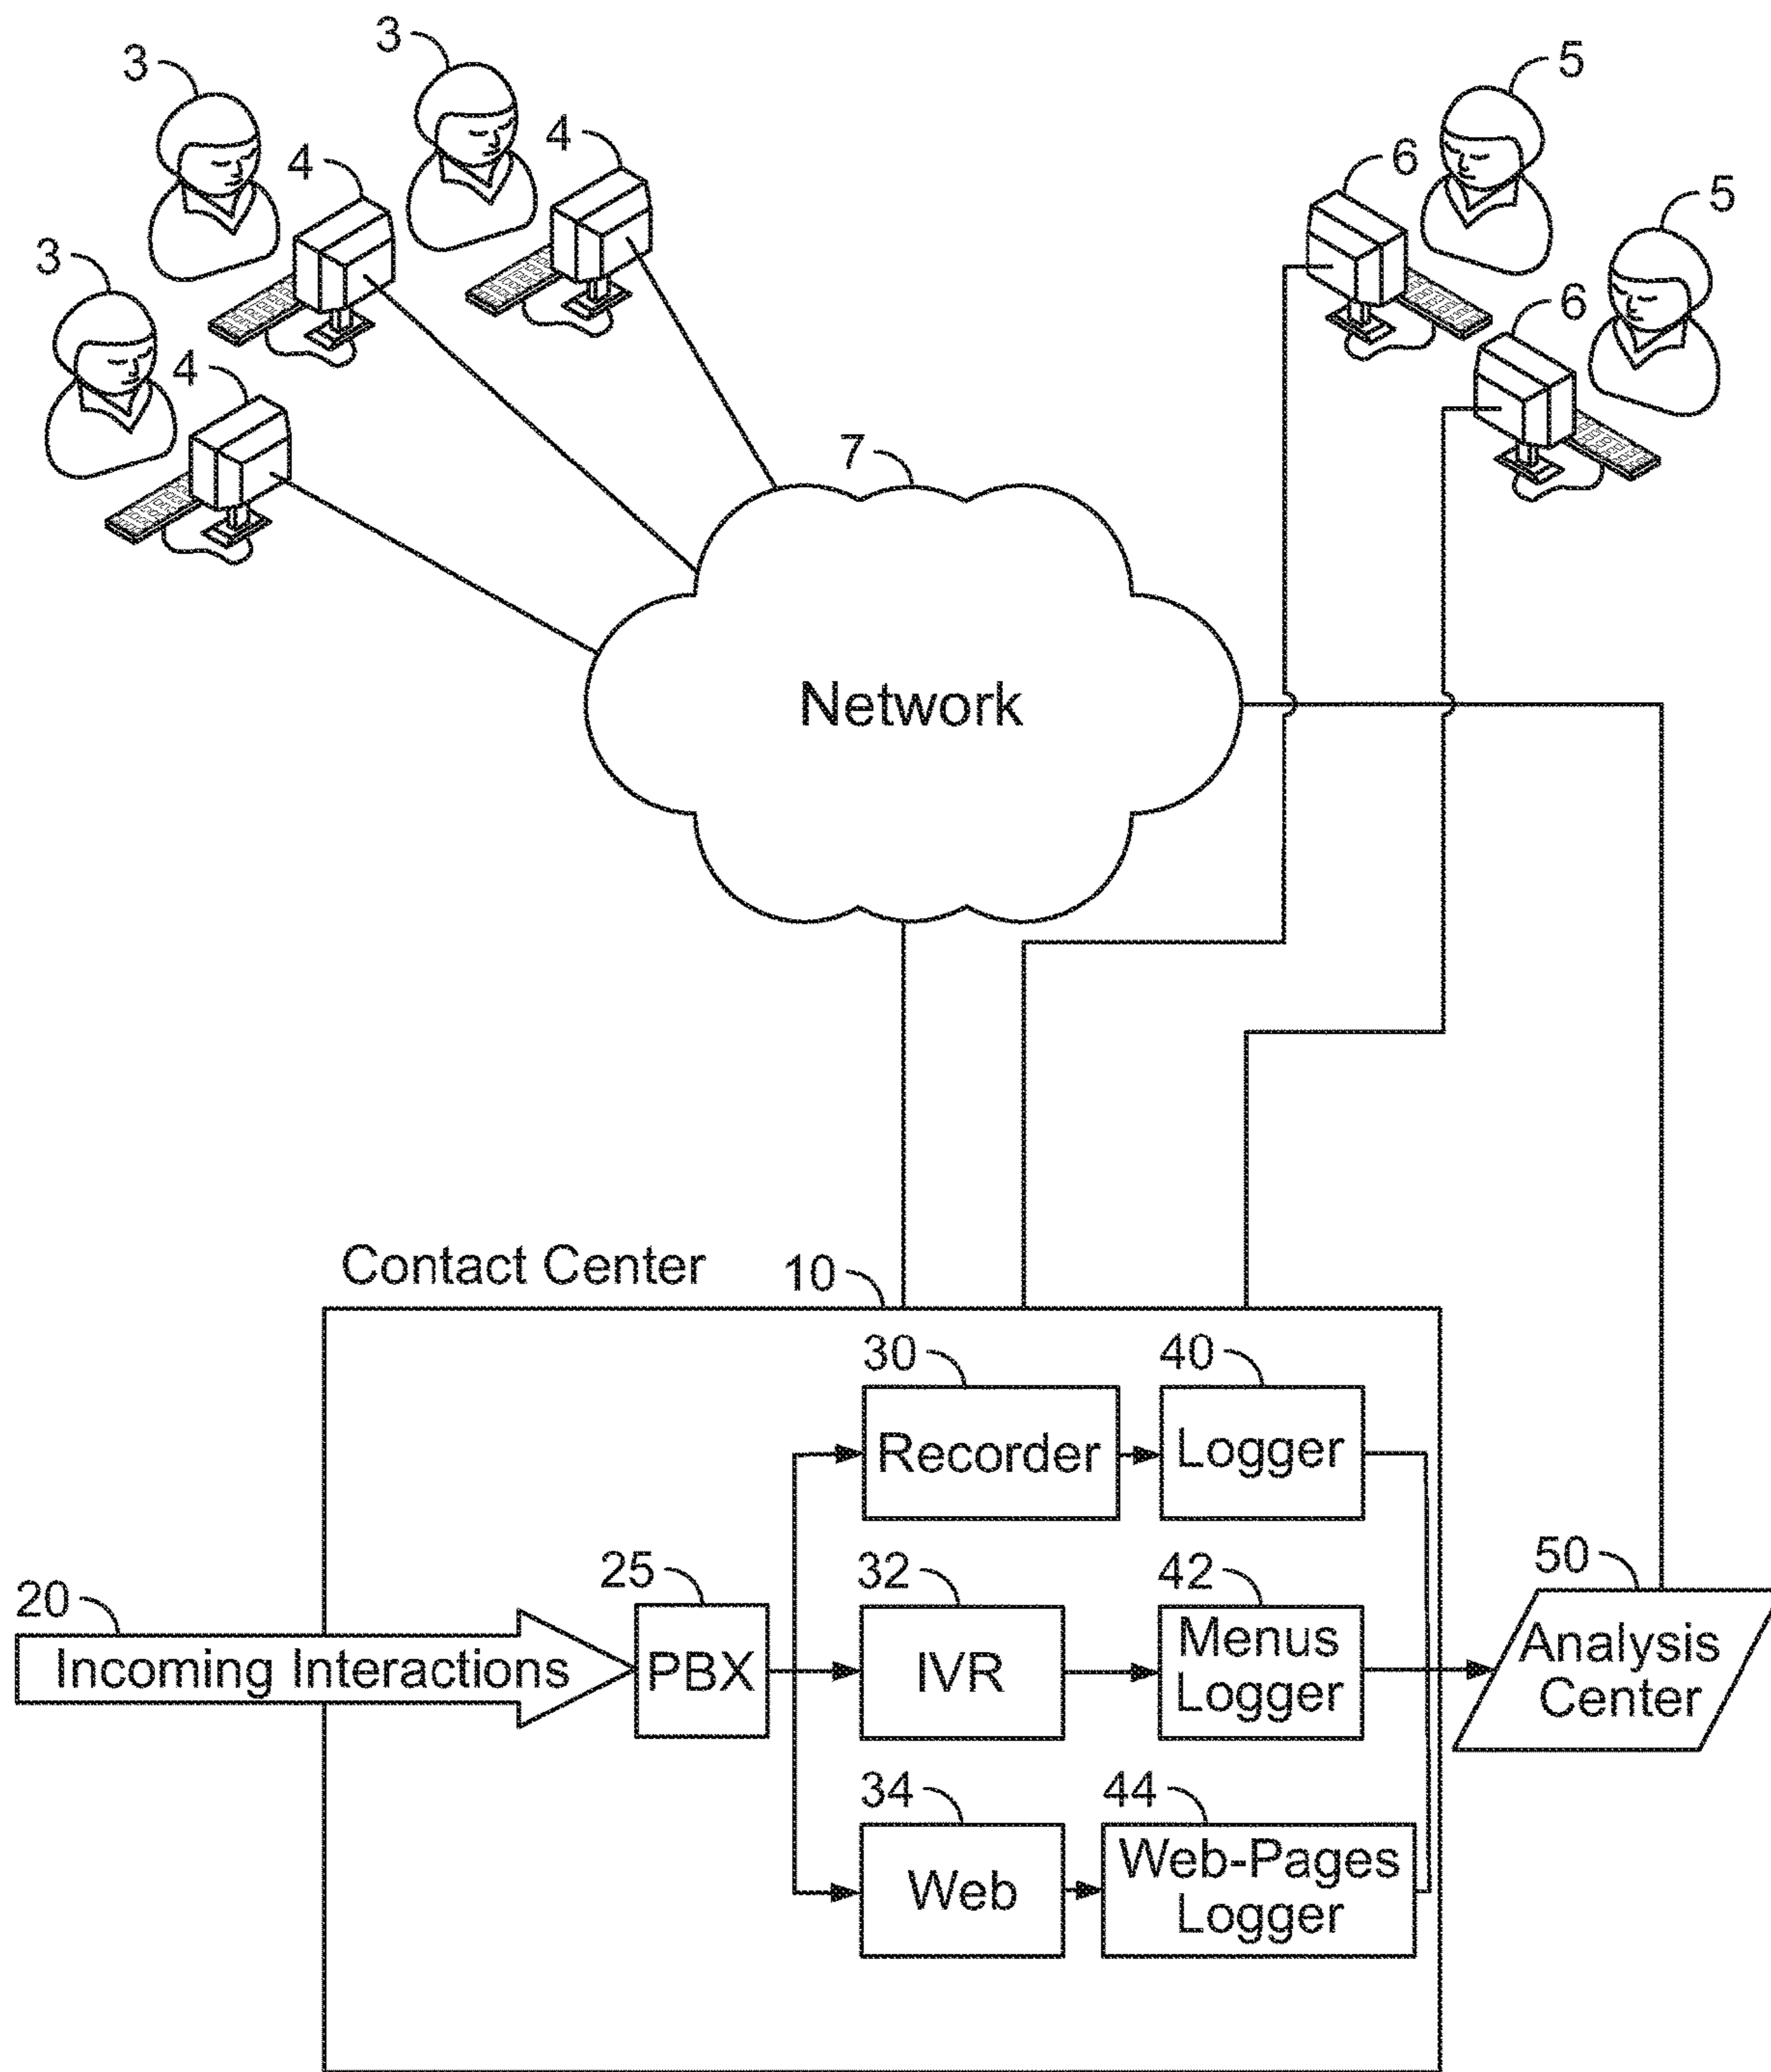 3
3
5
4
4
6
5
3
6
4
7
Network
Contact Center
10
30
40
Recorder
Logger
25
32
42
50
20
Incoming Interactions
PBX
IVR
Menus
Logger
Analysis
Center
34
44
Web
Web-Pages
Logger